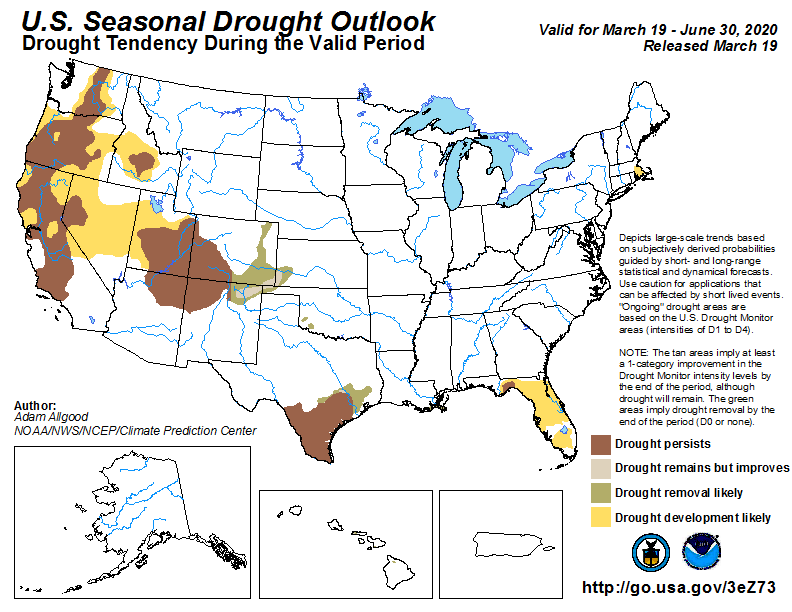 U.S. Seasonal Drought Outlook
Drought Tendency During the Valid Period
Valid for March 19 - June 30, 2020
Released March 19
Depicts large-scale trends based
on subjectively derived probabilities
guided by short- and long-range
statistical and dynamical forecasts.
Use caution for applications that
can be affected by short lived events.
"Ongoing" drought areas are
based on the U.S. Drought Monitor
areas (intensities of D1 to D4).
NOTE: The tan areas imply at least
a 1-category improvement in the
Drought Monitor intensity levels by
the end of the period, although
drought will remain. The green
areas imply drought removal by the
end of the period (D0 or none).
Author:
Adam Allgood
NOAA/NWS/NCEP/Climate Prediction Center
Drought persists
Drought remains but improves
Drought removal likely
Drought development likely
http://go.usa.gov/3eZ73